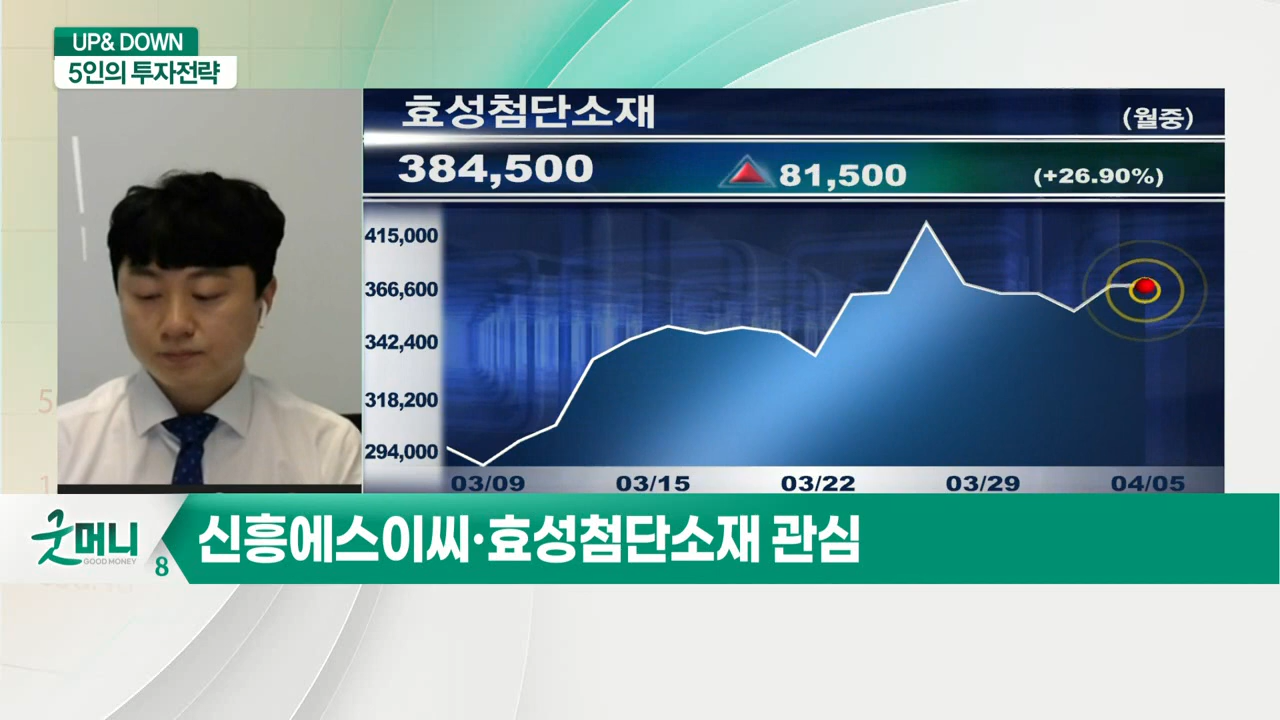 UP& DOWN
5인의 투자전략
효성첨단소재
(월중)
384,500
81,500
(+26.90%)
415,000
366,600
342,400
318,200
294,000
03/09
03/15
03/22
03/29
04/05
5
1
굿머니
GOOD MONEY
8
신흥에스이씨·효성첨단소재 관심